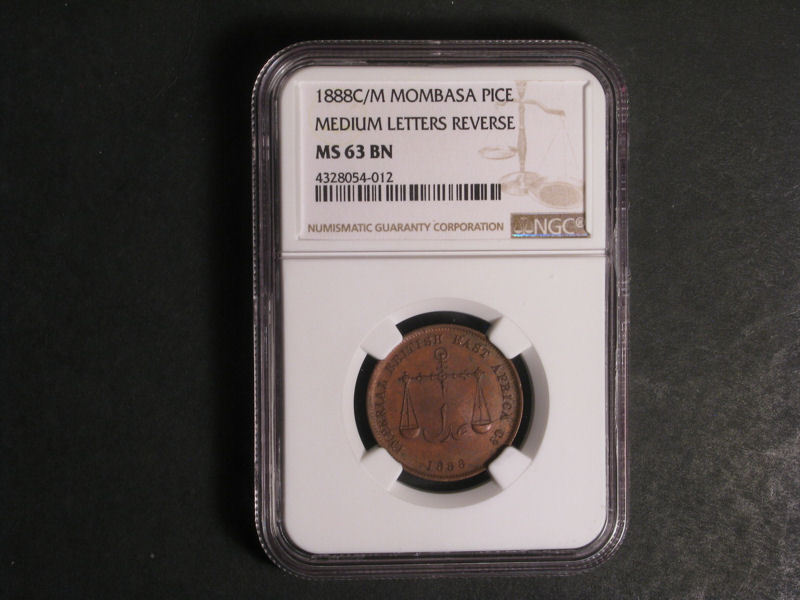 1888C/M MOMBASA PICE
MEDIUM LETTERS REVERSE
MS 63 BN
4328054-012
NUMISMATIC GUARANTY CORPORATION
NGC
IMPERIAL BRITISH EAST AFRICA Co
1888